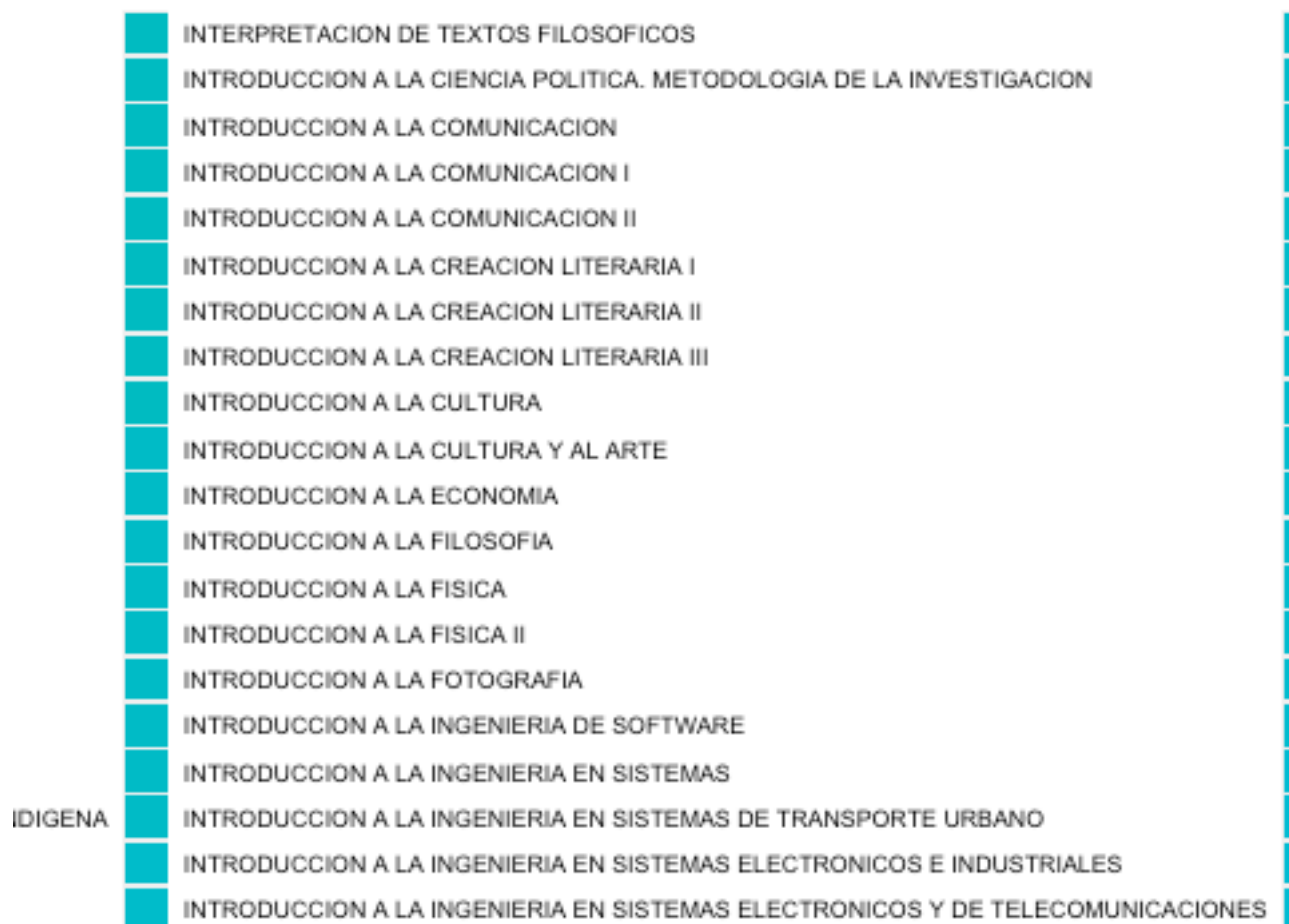 INTERPRETACION DE TEXTOS FILOSOFICOS
INTRODUCCION A LA CIENCIA POLITICA. METODOLOGIA DE LA INVESTIGACION
INTRODUCCION A LA COMUNICACION
INTRODUCCION A LA COMUNICACION I
INTRODUCCION A LA COMUNICACION II
INTRODUCCION A LA CREACION LITERARIA I
INTRODUCCION A LA CREACION LITERARIA II
INTRODUCCION A LA CREACION LITERARIA III
INTRODUCCION A LA CULTURA
INTRODUCCION A LA CULTURA Y AL ARTE
INTRODUCCION A LA ECONOMIA
INTRODUCCION A LA FILOSOFIA
INTRODUCCION A LA FISICA
INTRODUCCION A LA FISICA II
INTRODUCCION A LA FOTOGRAFIA
INTRODUCCION A LA INGENIERIA DE SOFTWARE
INTRODUCCION A LA INGENIERIA EN SISTEMAS
IDIGENA INTRODUCCION A LA INGENIERIA EN SISTEMAS DE TRANSPORTE URBANO
INTRODUCCION A LA INGENIERIA EN SISTEMAS ELECTRONICOS E INDUSTRIALES
INTRODUCCION A LA INGENIERIA EN SISTEMAS ELECTRONICOS Y DE TELECOMUNICACIONES